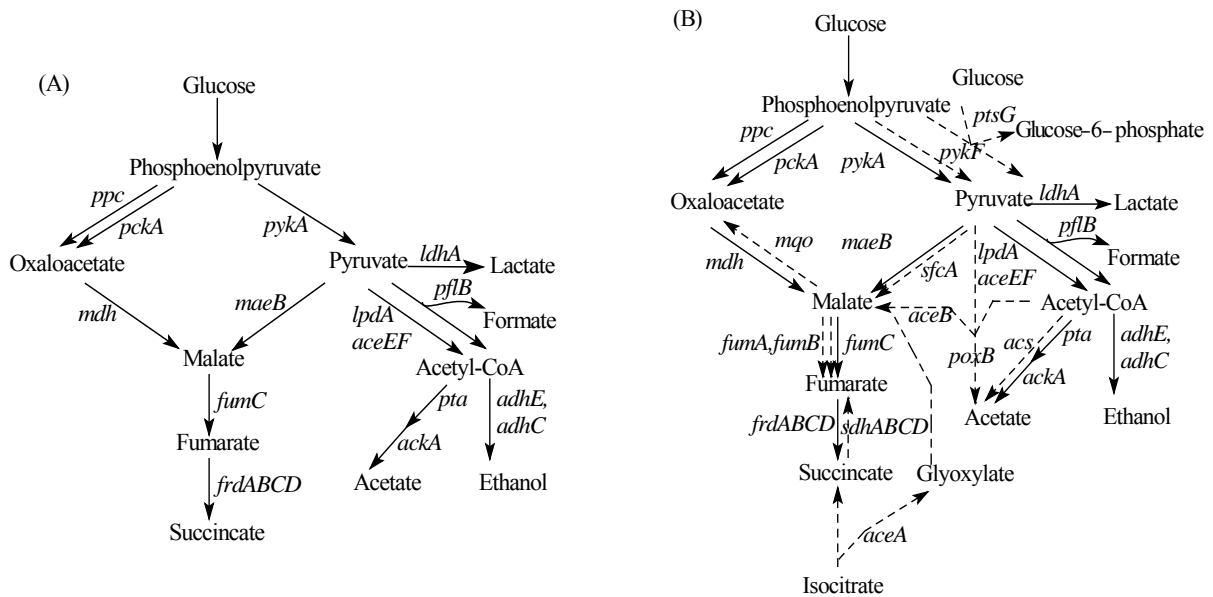 (A)
Glucose
Phosphoenolpyruvate
ppc
pckA
pykA
Oxaloacetate
Pyruvate
ldhA
Lactate
mdh
maeB
pflB
lpdA
Formate
aceEF
Malate
Acetyl-CoA
fumC
pta
adhE,
adhC
Fumarate
ackA
frdABCD
Acetate
Ethanol
Succincate
(B)
Glucose
Glucose
Phosphoenolpyruvate
ptsG
Glucose-6-phosphate
ppc
pckA
pykA
pykF
Oxaloacetate
Pyruvate
ldhA
Lactate
mqo
maeB
lpdA
pflB
mdh
sfcA
aceEF
Formate
Malate
aceB
Acetyl-CoA
fumA,fumB
fumC
poxB
acs
pta
adhE,
adhC
Fumarate
ackA
Acetate
Ethanol
frdABCD
sdhABCD
Succincate
Glyoxylate
aceA
Isocitrate